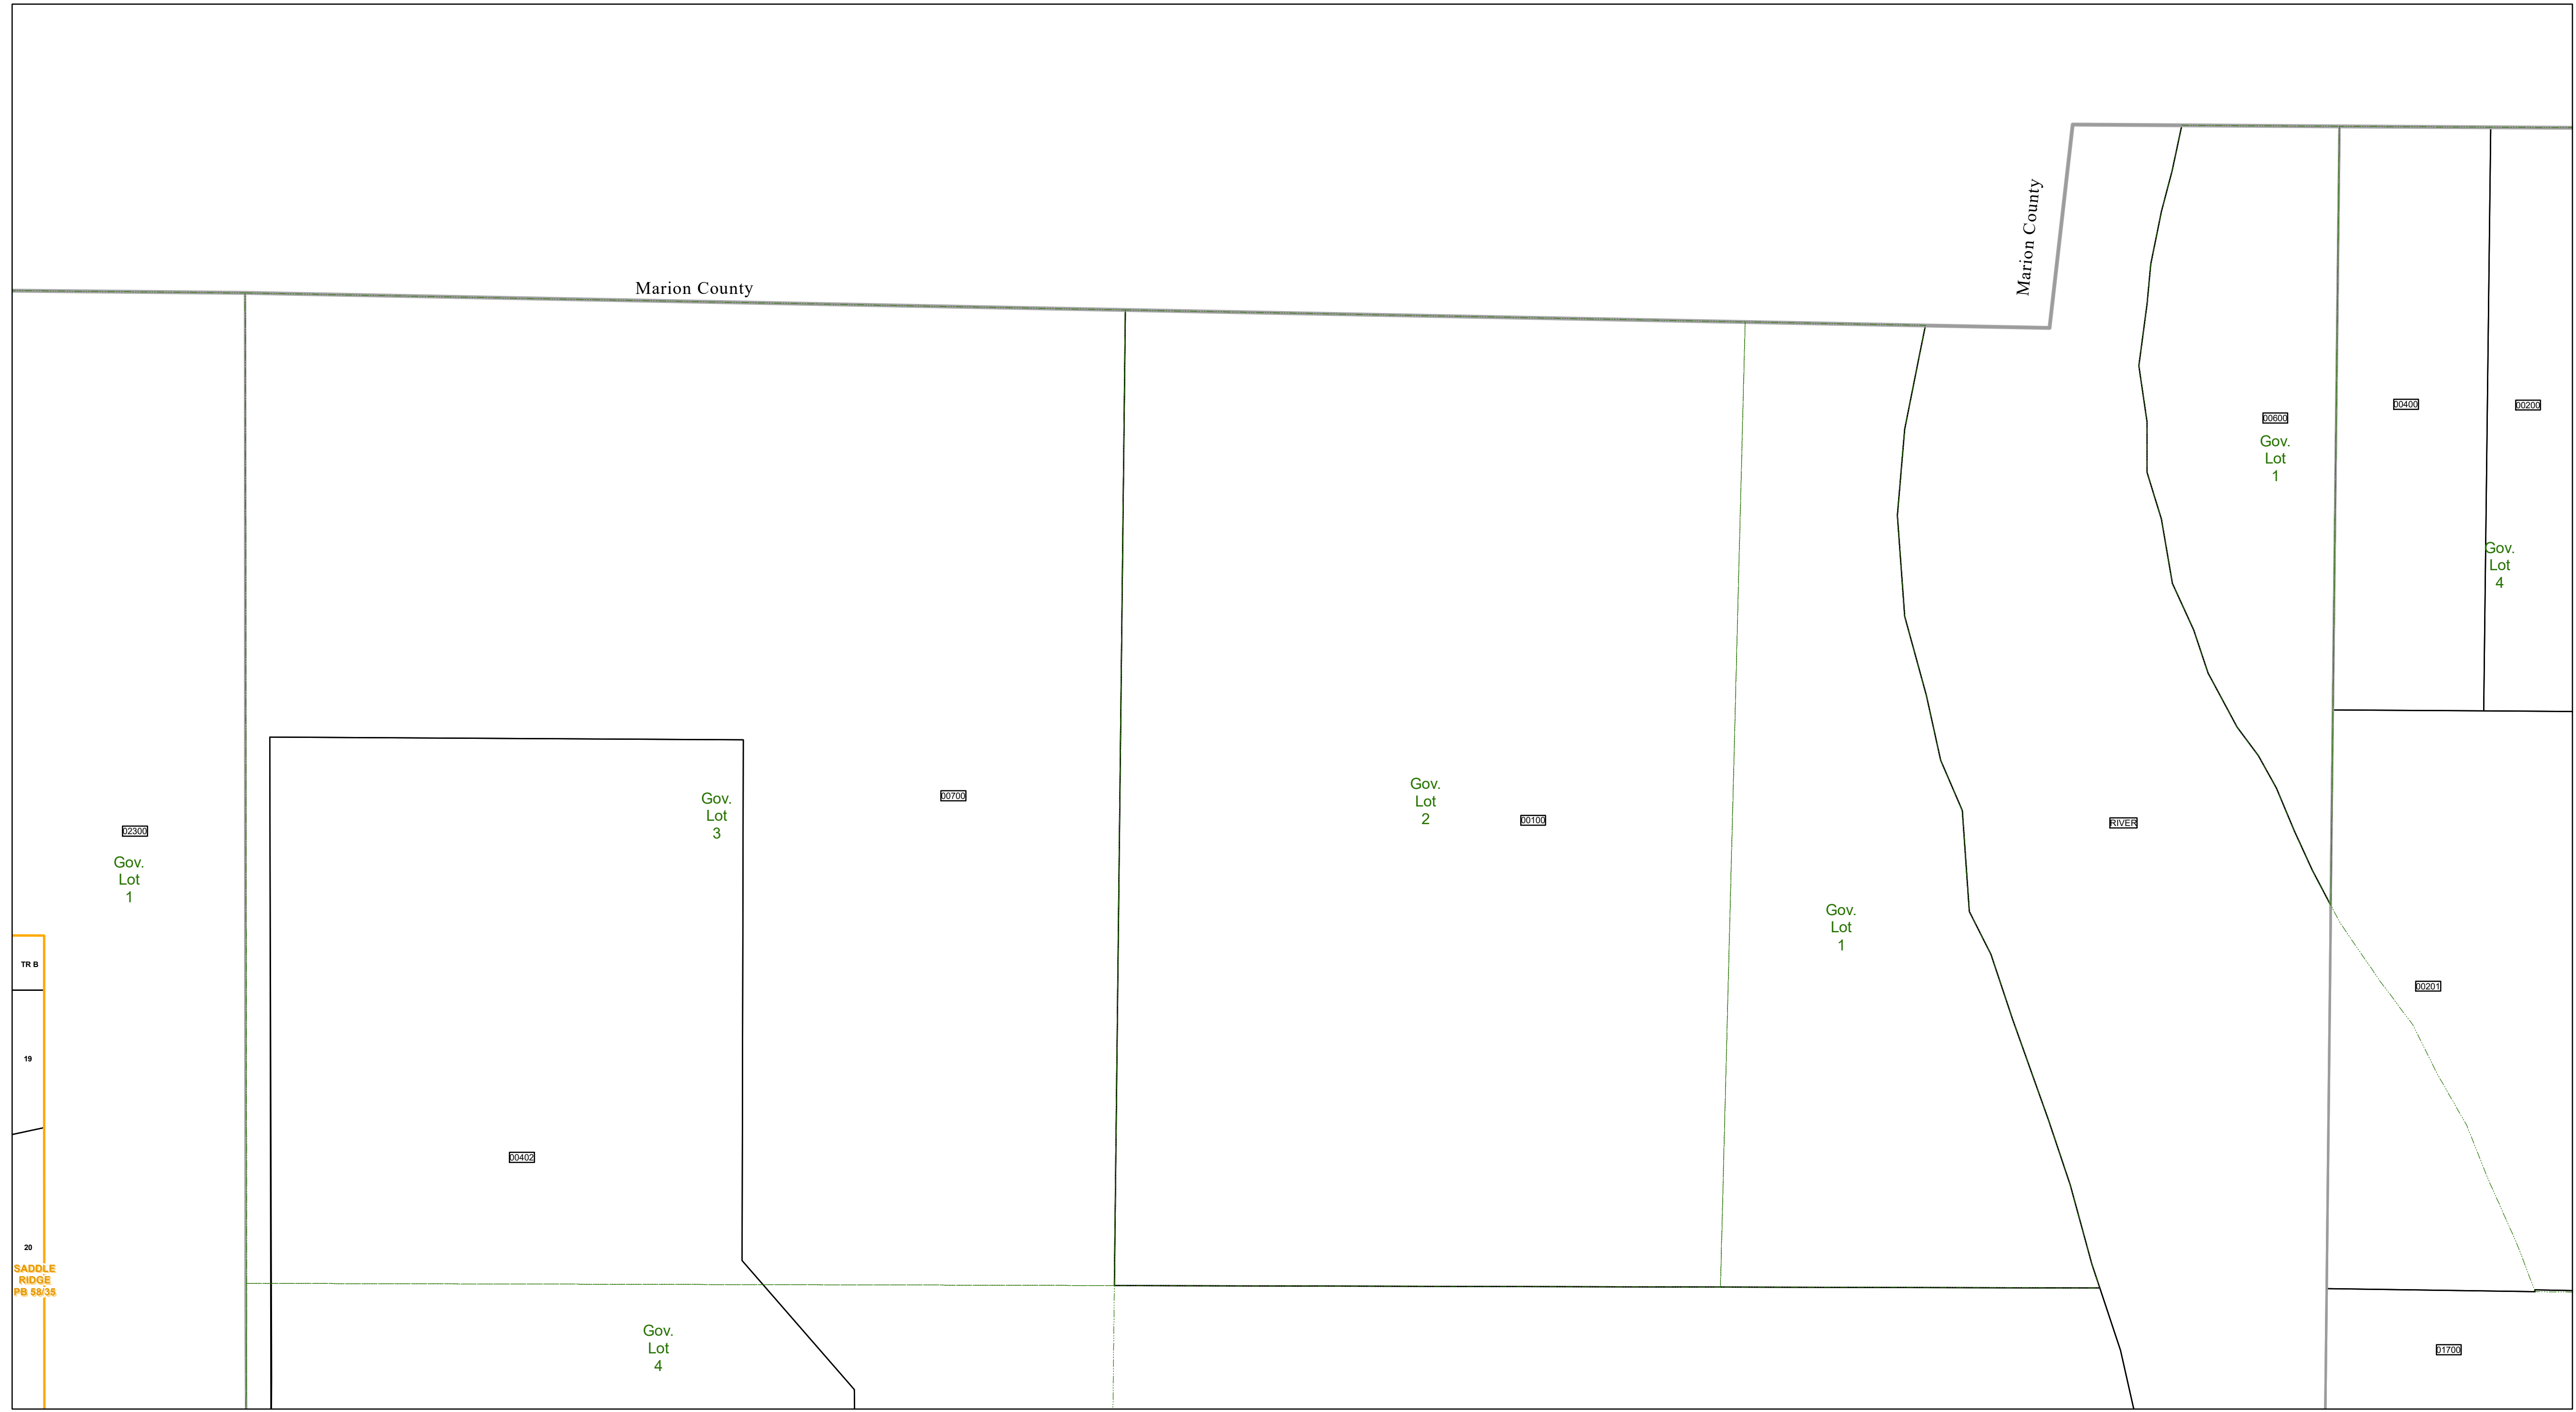 Marion County
Marion County
00400
00200
00600
Gov.
Lot
1
Gov.
Lot
4
00700
Gov.
Lot
3
Gov.
Lot
2
00100
RIVER
02300
Gov.
Lot
1
Gov.
Lot
1
TR B
00201
19
00402
20
SADDLE
RIDGE
PB 58/35
Gov.
Lot
4
01700